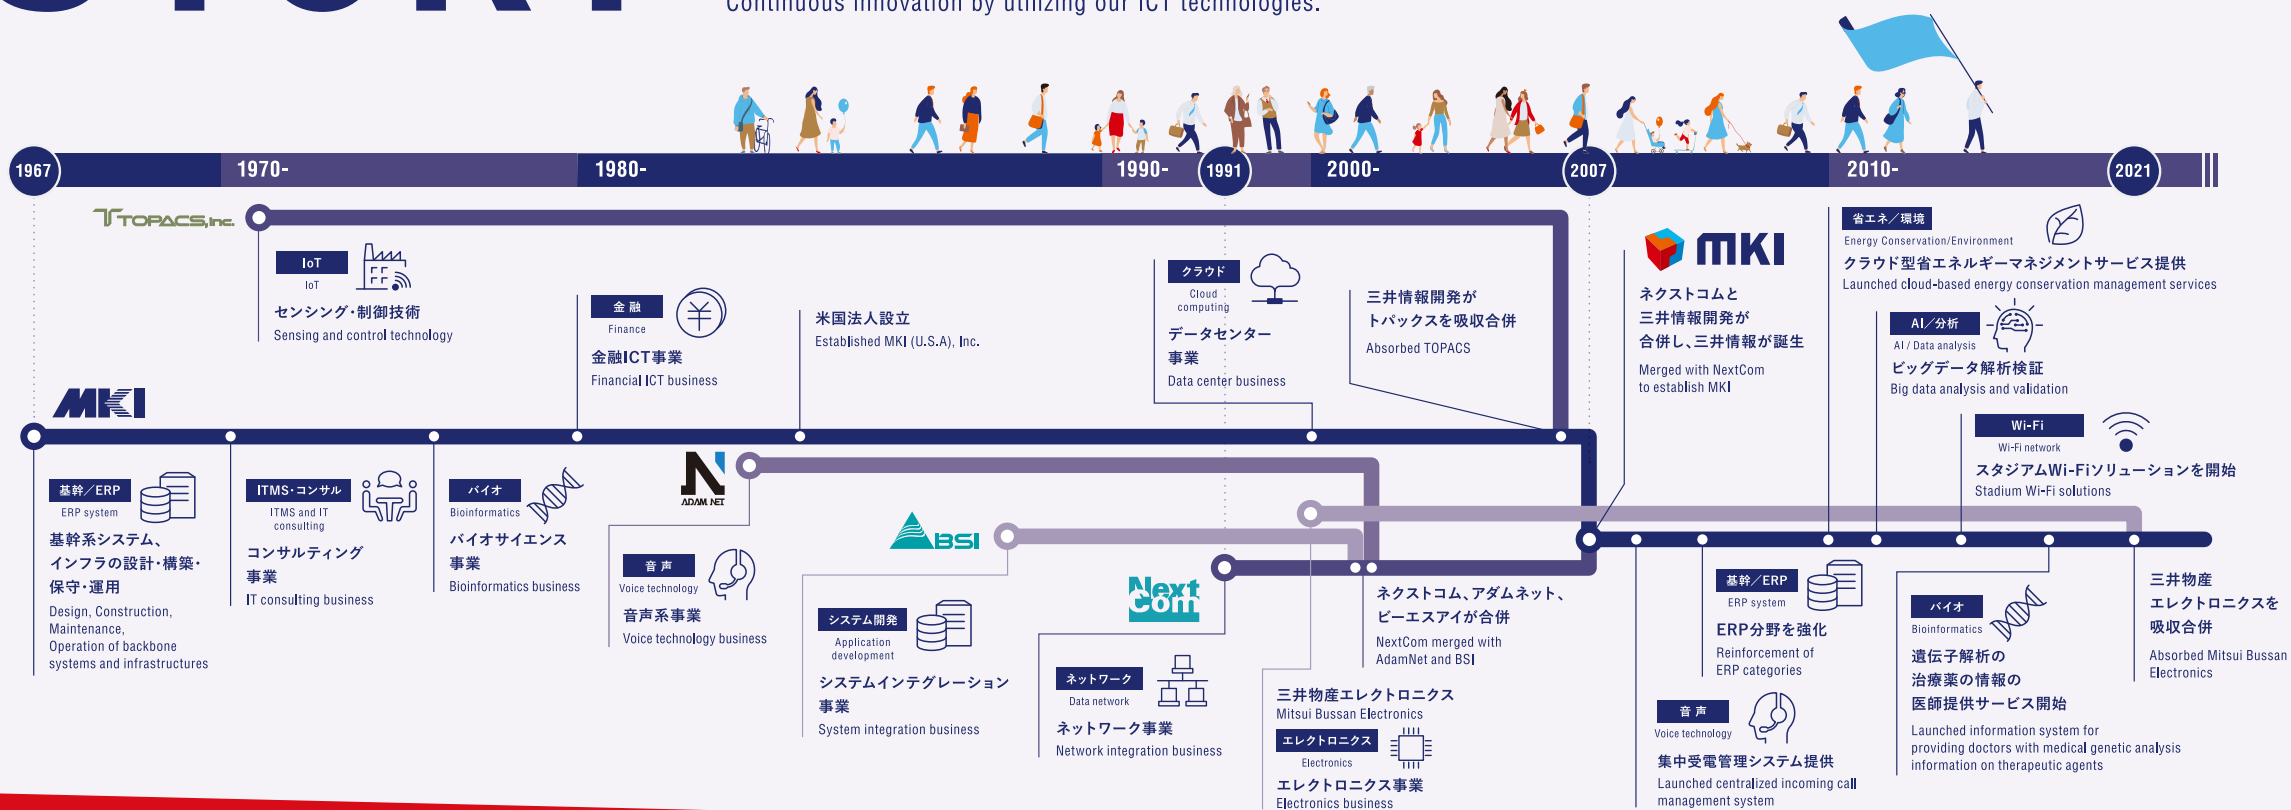 Continuous innovation by utilizing our ICT technologies.
1967
1970-
1980-
1990-
1991
2000-
2007
2010-
2021
TOPACS,Inc.
IoT
IoT
センシング・制御技術
Sensing and control technology
金融
Finance
金融ICT事業
Financial ICT business
米国法人設立
Established MKI (U.S.A), Inc.
クラウド
Cloud
computing
データセンター
事業
Data center business
三井情報開発が
トパックスを吸収合併
Absorbed TOPACS
MKI
ネクストコムと
三井情報開発が
合併し、三井情報が誕生
Merged with NextCom
to establish MKI
省エネ／環境
Energy Conservation/Environment
クラウド型省エネルギーマネジメントサービス提供
Launched cloud-based energy conservation management services
AI／分析
AI / Data analysis
ビッグデータ解析検証
Big data analysis and validation
Wi-Fi
Wi-Fi network
スタジアムWi-Fiソリューションを開始
Stadium Wi-Fi solutions
MKI
基幹／ERP
ERP system
基幹系システム、
インフラの設計・構築・
保守・運用
Design, Construction,
Maintenance,
Operation of backbone
systems and infrastructures
ITMS・コンサル
ITMS and IT
consulting
コンサルティング
事業
IT consulting business
バイオ
Bioinformatics
バイオサイエンス
事業
Bioinformatics business
N
ADAM NET
音声
Voice technology
音声系事業
Voice technology business
BSI
システム開発
Application
development
システムインテグレーション
事業
System integration business
Next
Com
ネットワーク
Data network
ネットワーク事業
Network integration business
ネクストコム、アダムネット、
ビーエスアイが合併
NextCom merged with
AdamNet and BSI
三井物産エレクトロニクス
Mitsui Bussan Electronics
エレクトロニクス
Electronics
エレクトロニクス事業
Electronics business
基幹／ERP
ERP system
ERP分野を強化
Reinforcement of
ERP categories
音声
Voice technology
集中受電管理システム提供
Launched centralized incoming call
management system
バイオ
Bioinformatics
遺伝子解析の
治療薬の情報の
医師提供サービス開始
Launched information system for
providing doctors with medical genetic analysis
information on therapeutic agents
三井物産
エレクトロニクスを
吸収合併
Absorbed Mitsui Bussan
Electronics